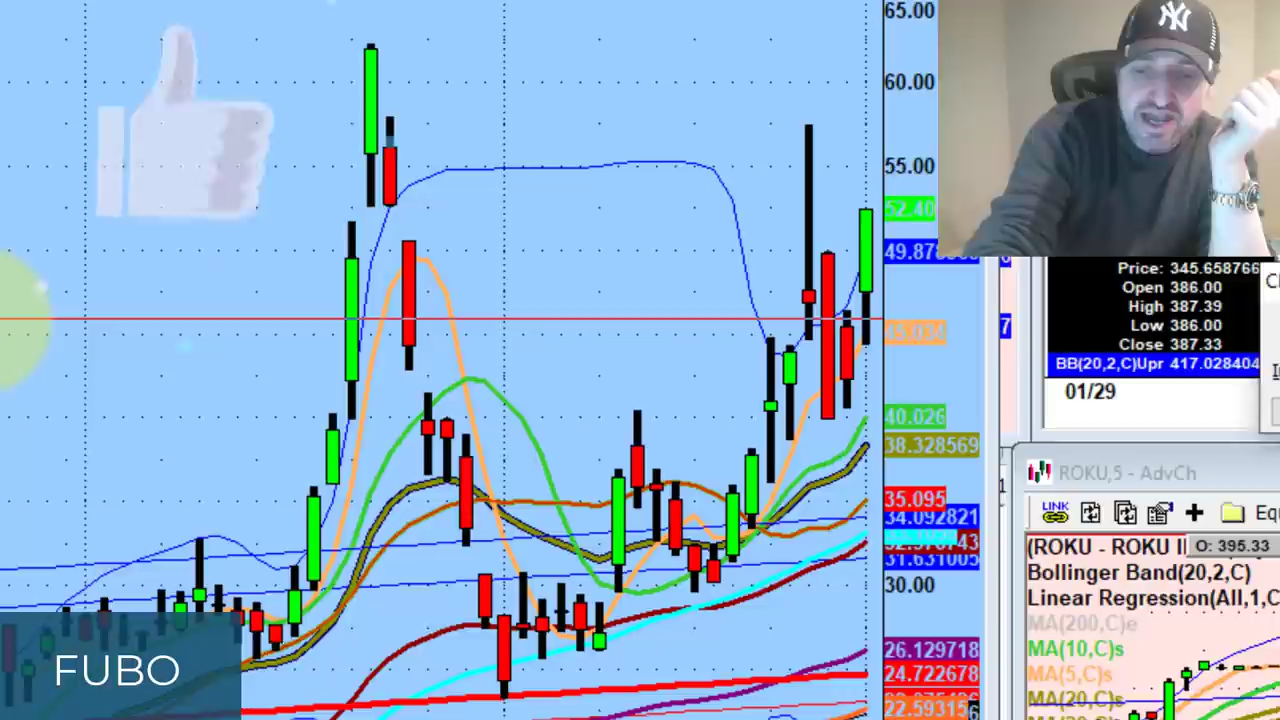 65.00
60.00
55.00
52.40
40.026
38.328569
35.095
34.092821
31.631005
30.00
26.129718
24.722678
22.59315
NY
Price: 345.658766
Open 386.00
High 387.39
Low 386.00
Close 387.33
BB(20,2,C)Upr 417.028404
01/29
ROKU,5 - AdvCh
LINK
(ROKU - ROKU
O: 395.33
Bollinger Band(20,2,C)
Linear Regression(All,1,C
MA(200,C)e
MA(10,C)s
MA(5,C)s
MA(20,C)s
FUBO